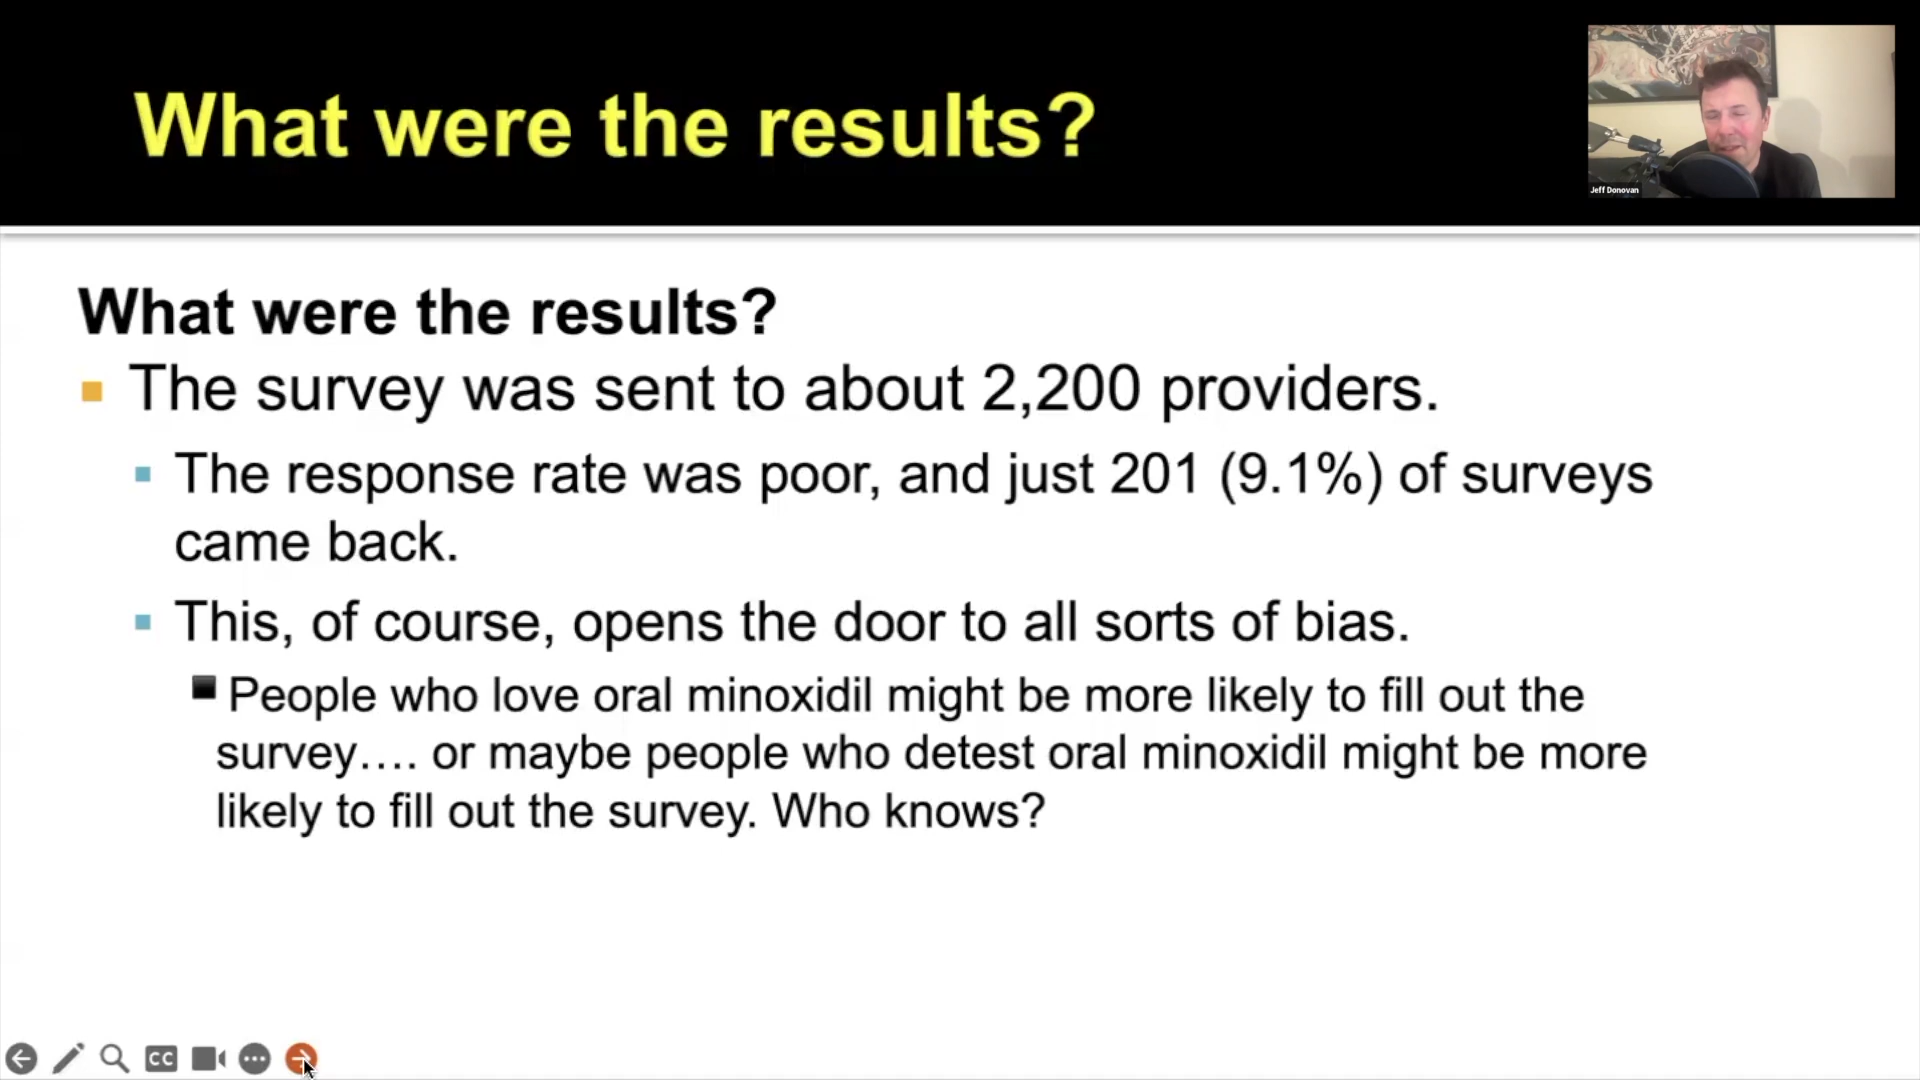 What were the results?
Jeff Donovan
What were the results?
The survey was sent to about 2,200 providers.
The response rate was poor, and just 201 (9.1%) of surveys
came back.
This, of course, opens the door to all sorts of bias.
People who love oral minoxidil might be more likely to fill out the
survey…. or maybe people who detest oral minoxidil might be more
likely to fill out the survey. Who knows?
CC